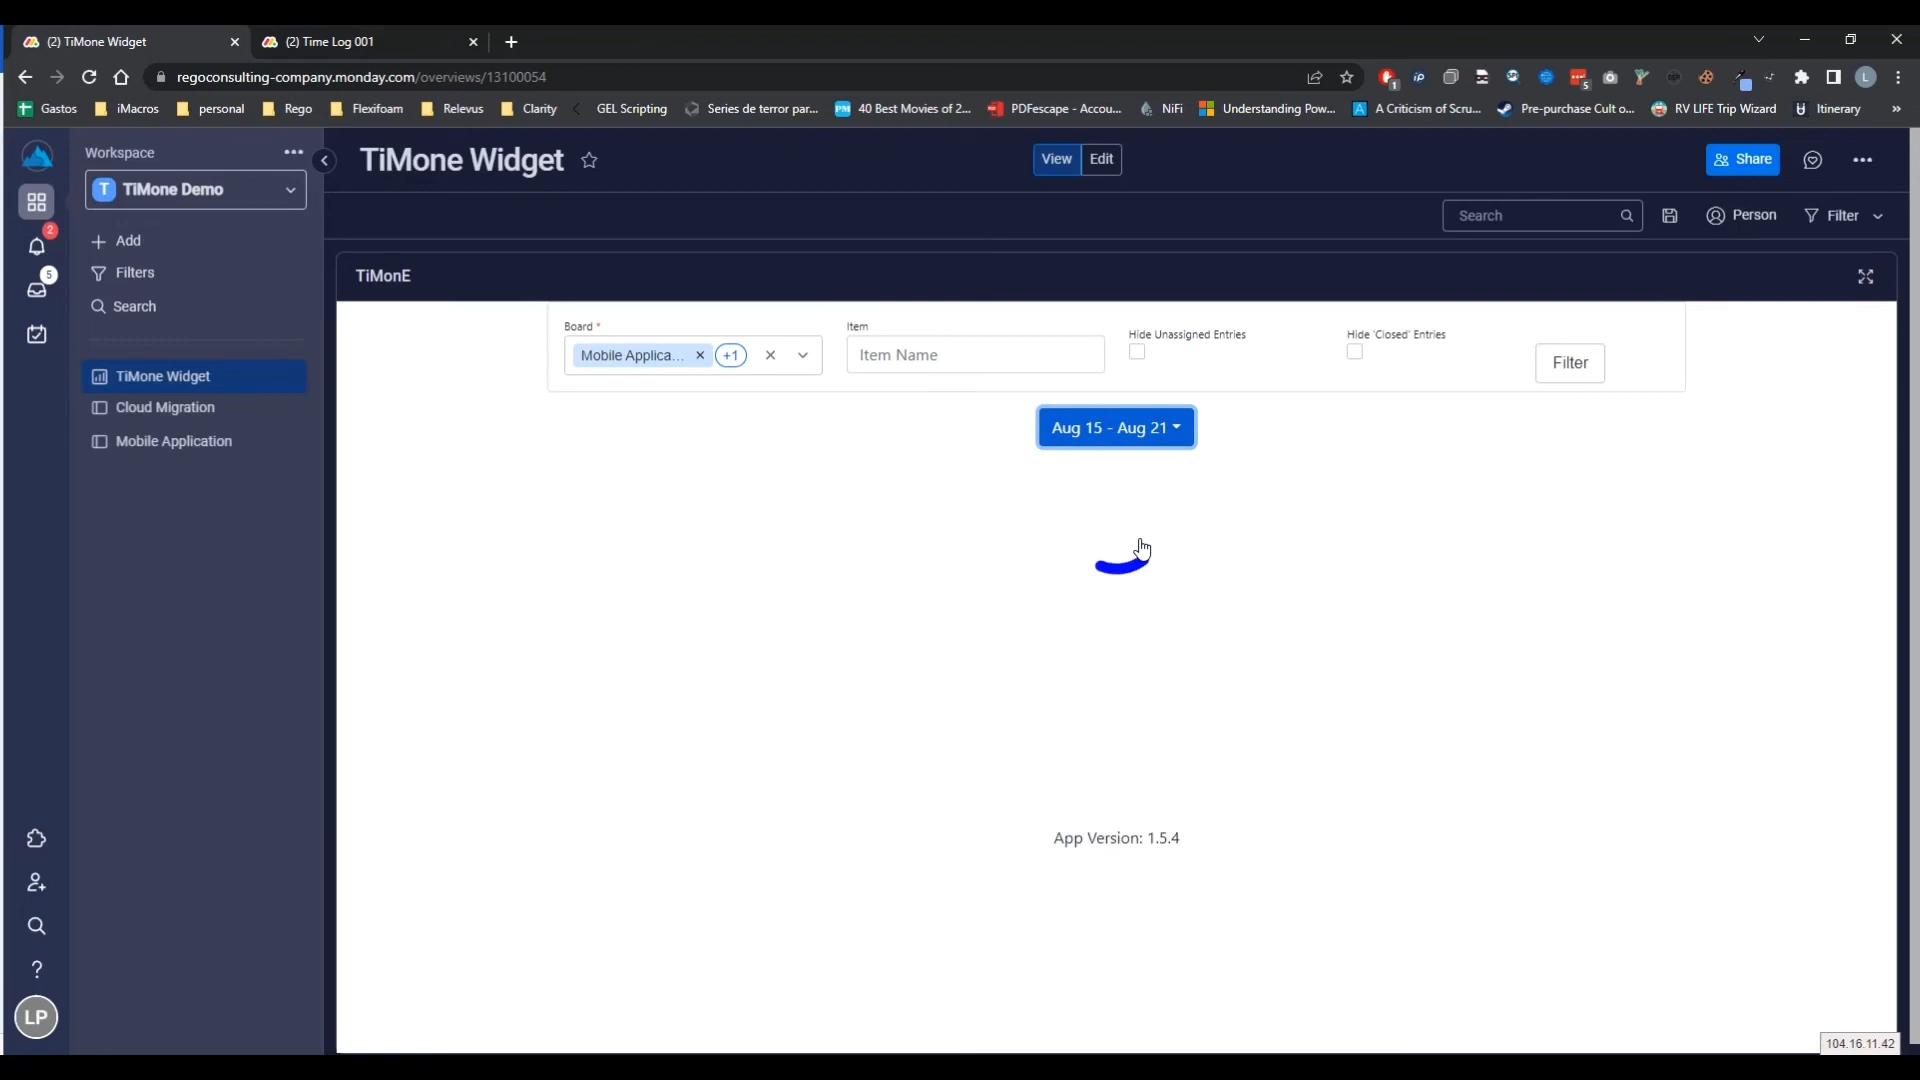 (2) TiMone Widget
(2) Time Log 001
regoconsulting-company.monday.com/overviews/13100054
1
5
L
Gastos
iMacros
personal
Rego
Flexifoam
Relevus
Clarity
GEL Scripting
Series de terror par...
PM 40 Best Movies of 2...
PDFescape - Accou...
NiFi
Understanding Pow...
A Criticism of Scru...
Pre-purchase Cult o...
RV LIFE Trip Wizard
Itinerary
»
Workspace
T TiMone Demo
Add
Filters
Search
TiMone Widget
Cloud Migration
Mobile Application
2
5
LP
TiMone Widget
View
Edit
Share
Search
Person
Filter
TiMonE
Board *
Mobile Applica...
+1
Item
Item Name
Hide Unassigned Entries
Hide 'Closed' Entries
Filter
Aug 15 - Aug 21
App Version: 1.5.4
104.16.11.42